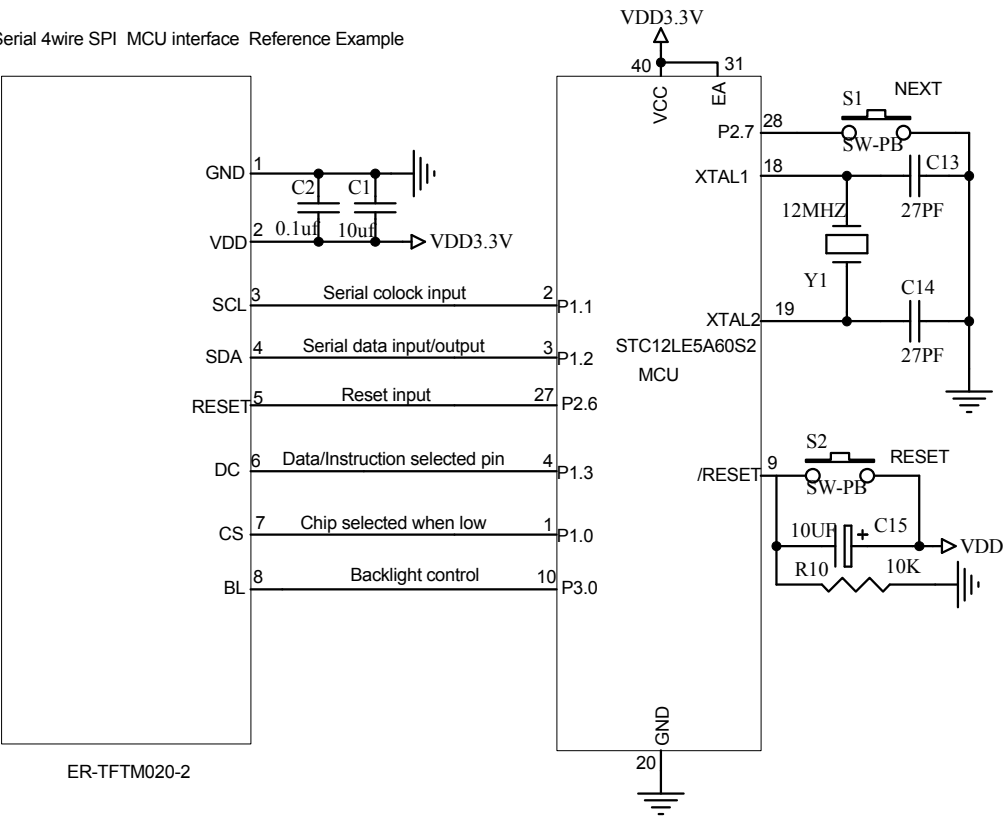 Serial 4wire SPI MCU interface Reference Example
VDD3.3V
40
31
VCC
EA
GND
1
C2
C1
0.1uf
10uf
VDD
2
VDD3.3V
SCL
3
Serial colock input
2
P1.1
SDA
4
Serial data input/output
3
P1.2
RESET
5
Reset input
27
P2.6
DC
6
Data/Instruction selected pin
4
P1.3
CS
7
Chip selected when low
1
P1.0
BL
8
Backlight control
10
P3.0
ER-TFTM020-2
STC12LE5A60S2
MCU
P2.7
28
S1
NEXT
SW-PB
XTAL1
18
C13
27PF
12MHZ
Y1
XTAL2
19
C14
27PF
/RESET
9
S2
RESET
SW-PB
10UF
+
C15
VDD
R10
10K
GND
20